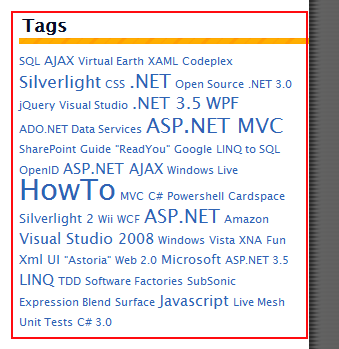 Tags
SQL AJAX Virtual Earth XAML Codeplex
Silverlight CSS .NET Open Source .NET 3.0
jQuery Visual Studio .NET 3.5 WPF
ADO.NET Data Services ASP.NET MVC
SharePoint Guide "ReadYou" Google LINQ to SQL
OpenID ASP.NET AJAX Windows Live
HowTo MVC C# Powershell Cardspace
Silverlight 2 Wii WCF ASP.NET Amazon
Visual Studio 2008 Windows Vista XNA Fun
Xml UI "Astoria" Web 2.0 Microsoft ASP.NET 3.5
LINQ TDD Software Factories SubSonic
Expression Blend Surface Javascript Live Mesh
Unit Tests C# 3.0